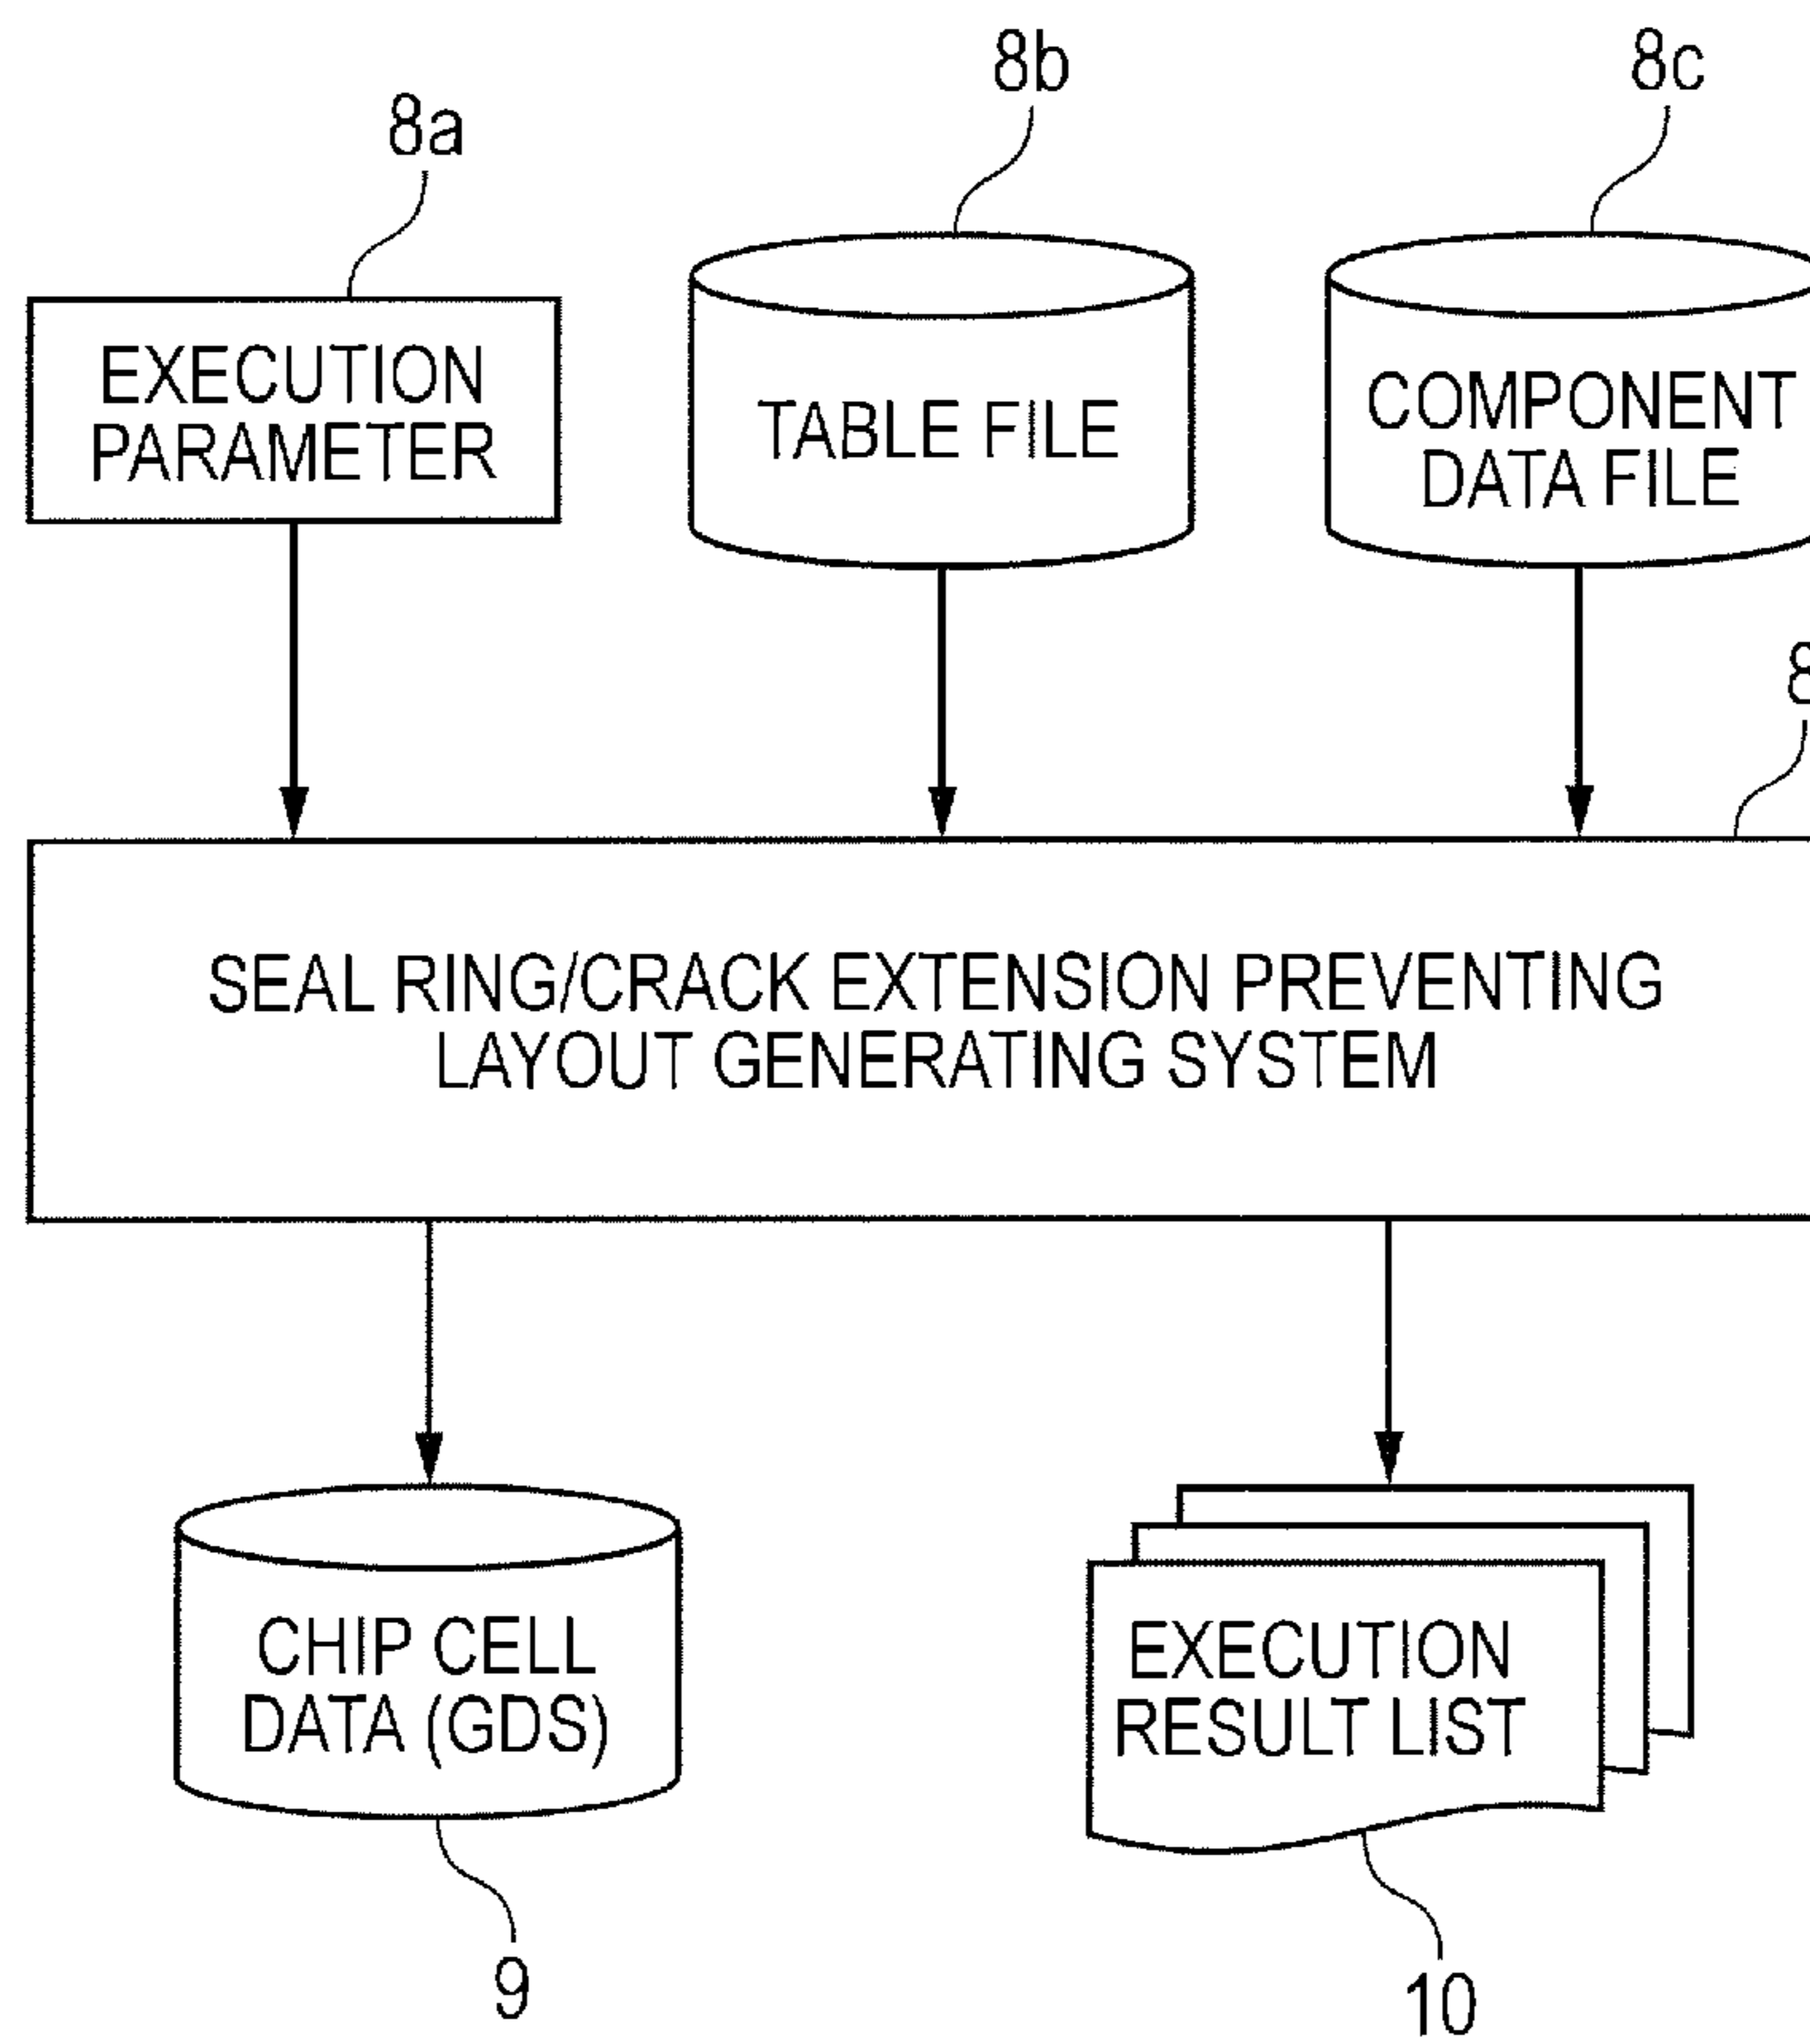 8a
8b
8c
EXECUTION
PARAMETER
TABLE FILE
COMPONENT
DATA FILE
8
SEAL RING/CRACK EXTENSION PREVENTING
LAYOUT GENERATING SYSTEM
CHIP CELL
DATA (GDS)
EXECUTION
RESULT LIST
9
10